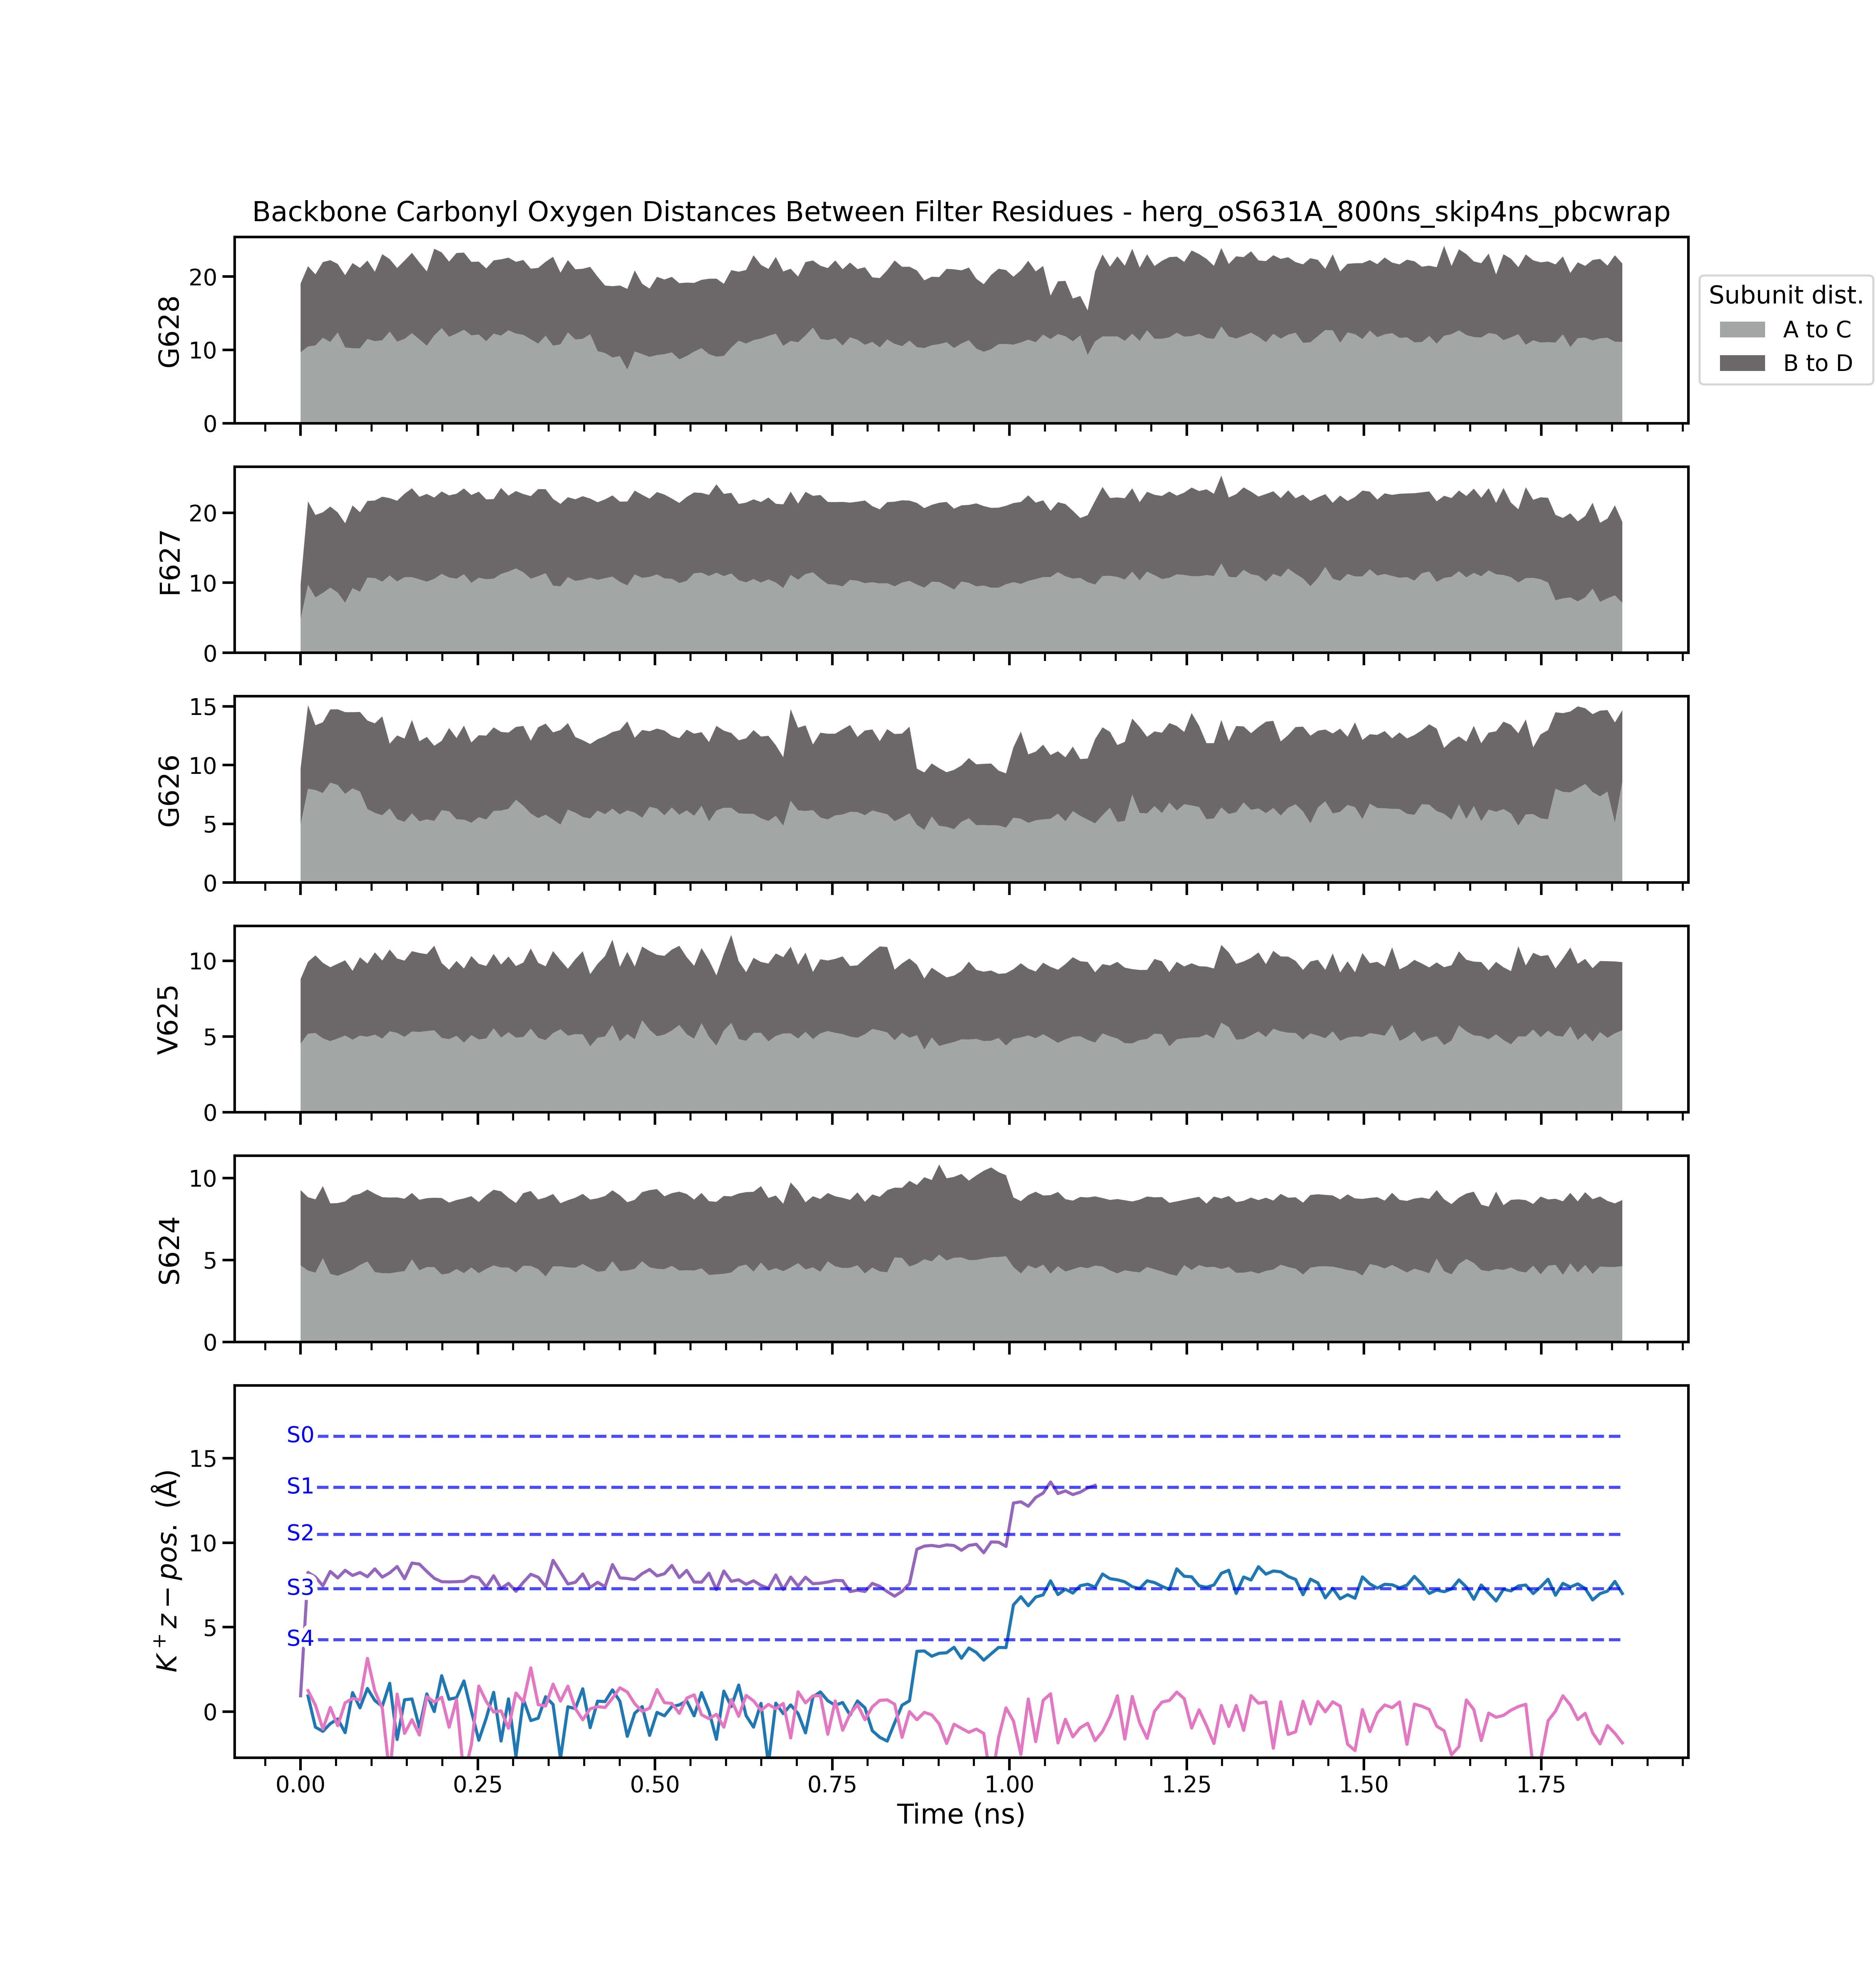 Backbone Carbonyl Oxygen Distances Between Filter Residues - herg_oS631A_800ns_skip4ns_pbcwrap
G628
20
10
0
Subunit dist.
A to C
B to D
F627
20
10
0
G626
15
10
5
0
V625
10
5
0
S624
10
5
0
K⁺ z − pos. (Å)
15
10
5
0
S0
S1
S2
S3
S4
0.00 0.25 0.50 0.75 1.00 1.25 1.50 1.75
Time (ns)